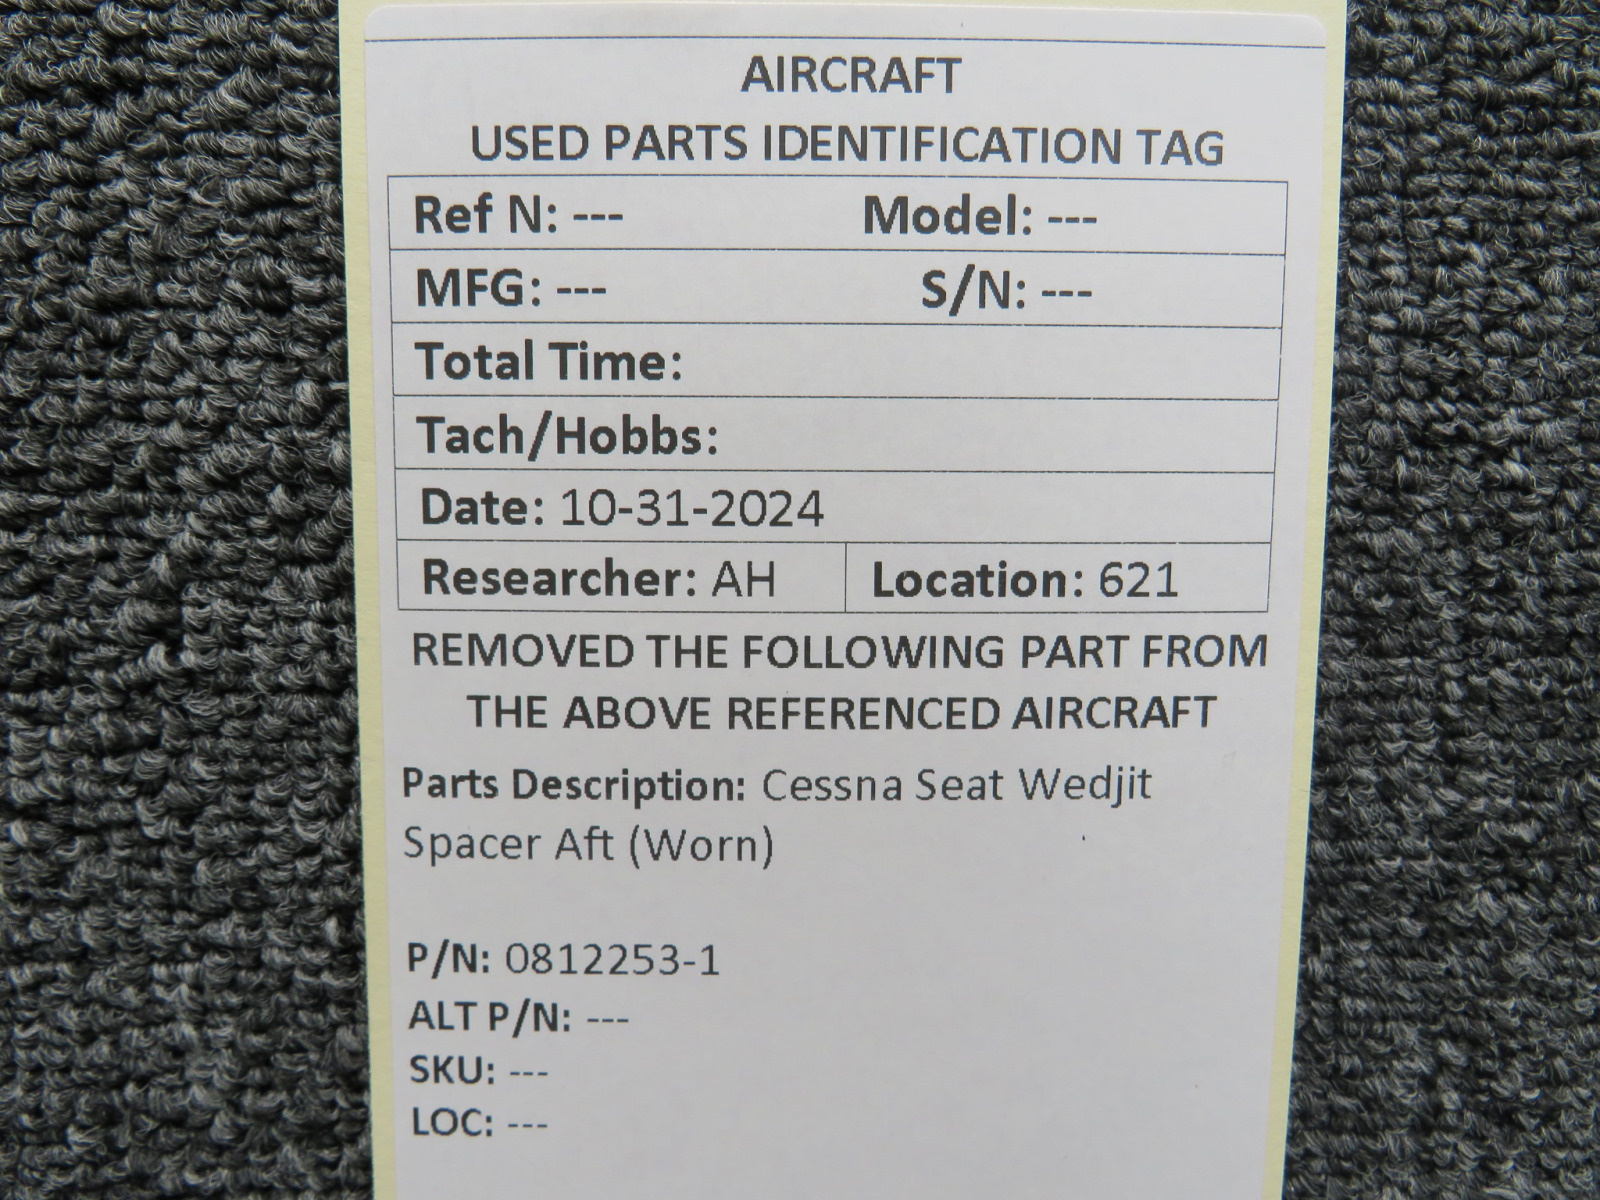 AIRCRAFT
USED PARTS IDENTIFICATION TAG
Ref N: --- Model: ---
MFG: --- S/N: ---
Total Time:
Tach/Hobbs:
Date: 10-31-2024
Researcher: AH Location: 621
REMOVED THE FOLLOWING PART FROM
THE ABOVE REFERENCED AIRCRAFT
Parts Description: Cessna Seat Wedjit
Spacer Aft (Worn)
P/N: 0812253-1
ALT P/N: ---
SKU: ---
LOC: ---